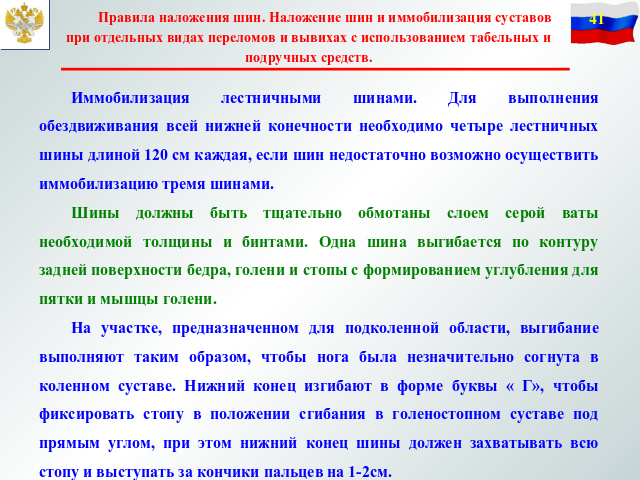 Правила наложения шин. Наложение шин и иммобилизация суставов
при отдельных видах переломов и вывихах с использованием табельных и
подручных средств.
41
Иммобилизация лестничными шинами. Для выполнения
обездвиживания всей нижней конечности необходимо четыре лестничных
шины длиной 120 см каждая, если шин недостаточно возможно осуществить
иммобилизацию тремя шинами.
Шины должны быть тщательно обмотаны слоем серой ваты
необходимой толщины и бинтами. Одна шина выгибается по контуру
задней поверхности бедра, голени и стопы с формированием углубления для
пятки и мышцы голени.
На участке, предназначенном для подколенной области, выгибание
выполняют таким образом, чтобы нога была незначительно согнута в
коленном суставе. Нижний конец изгибают в форме буквы « Г», чтобы
фиксировать стопу в положении сгибания в голеностопном суставе под
прямым углом, при этом нижний конец шины должен захватывать всю
стопу и выступать за кончики пальцев на 1-2см.